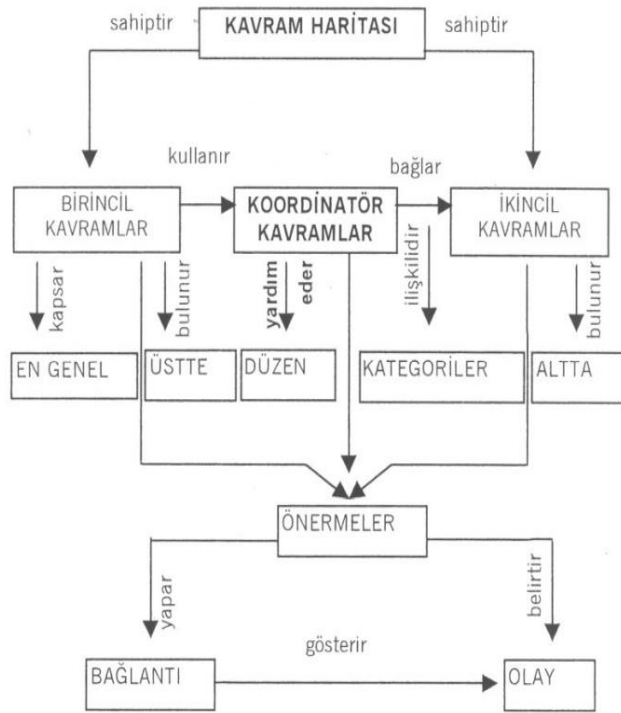 sahiptir
KAVRAM HARİTASI
sahiptir
kullanır
bağlar
BİRİNCİL
KAVRAMLAR
KOORDİNATÖR
KAVRAMLAR
İKİNCİL
KAVRAMLAR
kapsar
bulunur
yardım
eder
ilişkilidir
bulunur
EN GENEL
ÜSTTE
DÜZEN
KATEGORİLER
ALTTA
ÖNERMELER
yapar
belirtir
gösterir
BAĞLANTI
OLAY